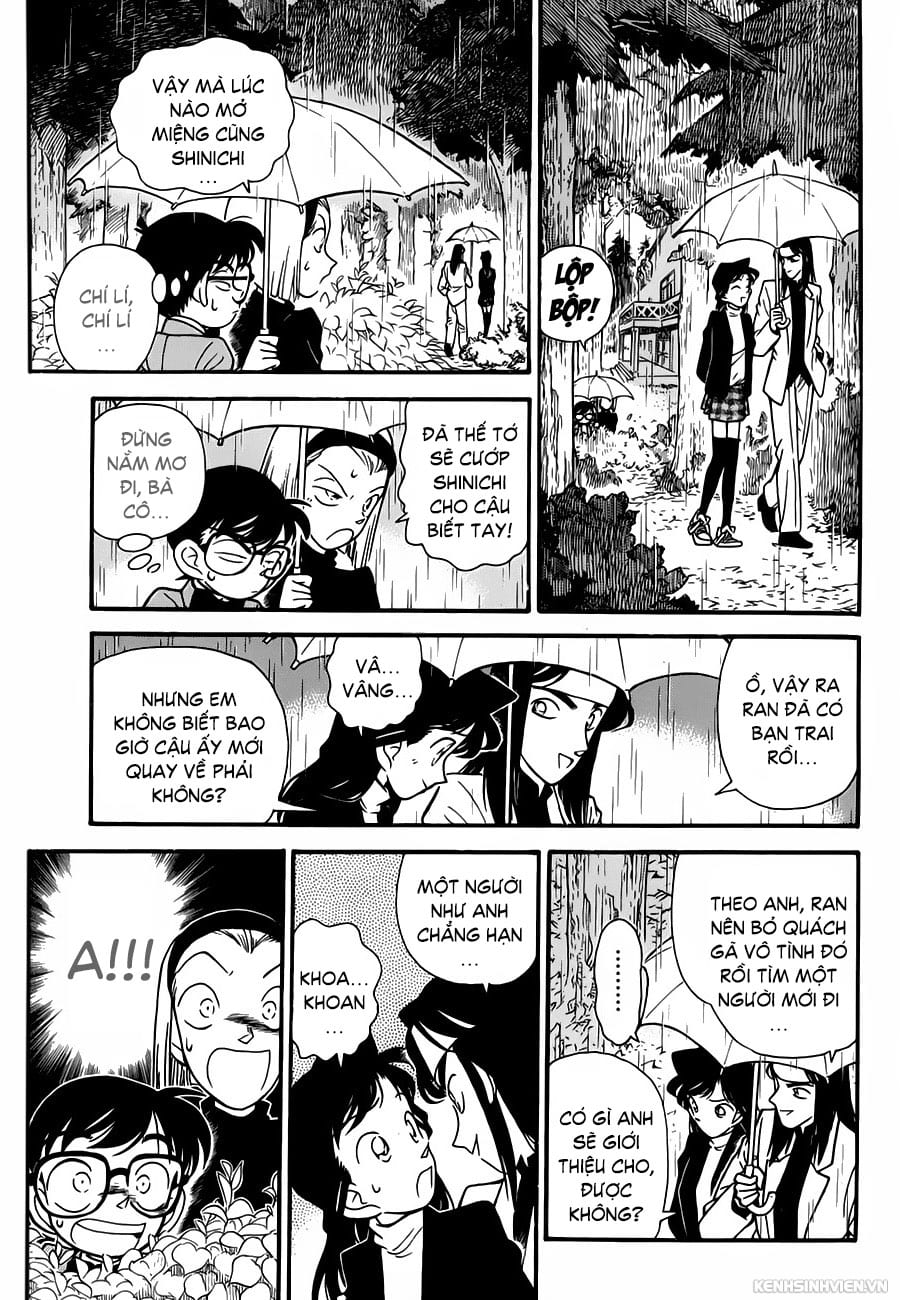 LỘP
BỘP!
VẬY MÀ LÚC
NÀO MỞ
MIỆNG CŨNG
SHINICHI
...
CHÍ LÍ,
CHÍ LÍ
...
ĐÃ THẾ TỚ
SẼ CƯỚP
SHINICHI
CHO CẬU
BIẾT TAY!
ĐỪNG
NẰM MƠ
ĐI, BÀ
CÔ...
Ồ, VẬY RA
RAN ĐÃ CÓ
BẠN TRAI
RỒI...
VÂ...
VÂNG...
NHƯNG EM
KHÔNG BIẾT BAO
GIỜ CẬU ẤY MỚI
QUAY VỀ PHẢI
KHÔNG?
THEO ANH, RAN
NÊN BỎ QUÁCH
GÃ VÔ TÌNH ĐÓ
RỒI TÌM MỘT
NGƯỜI MỚI ĐI
...
........
CÓ GÌ ANH
SẼ GIỚI
THIỆU CHO,
ĐƯỢC
KHÔNG?
MỘT NGƯỜI
NHƯ ANH
CHẲNG HẠN
...
KHOA...
KHOAN
...
A!!!
KENHSINHVIEN.VN